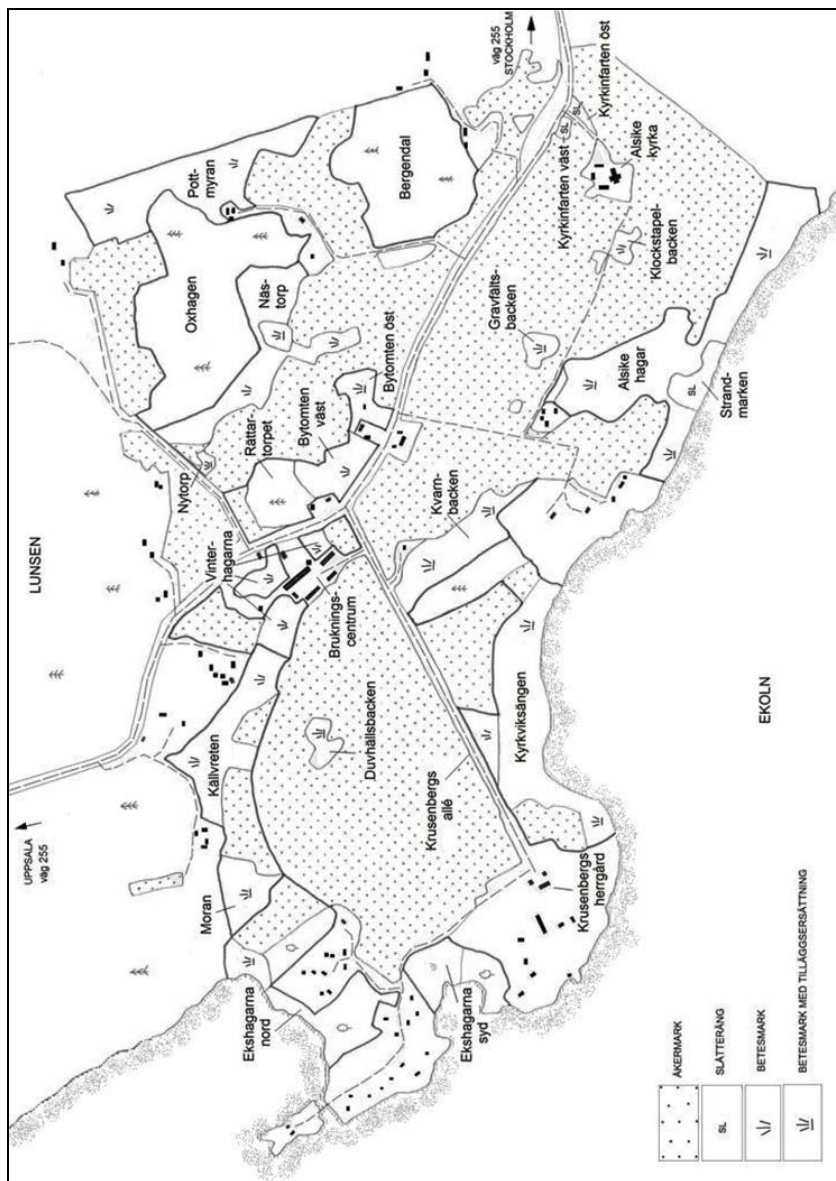 UPPSALA
väg 255
LUNSEN
Moran
Källvreten
Vinter-
hagarna
Nytorp
Rättar-
torpet
Oxhagen
Pott-
myran
Näs-
torp
Bytomten
väst
Bytomten öst
Bergendal
väg 255
STOCKHOLM
Ekshagarna
nord
Duvhällsbacken
Bruknings-
centrum
Kvarn-
backen
Gravfälts-
backen
Kyrkinfarten väst
SL
SL
Kyrkinfarten öst
Alsike
kyrka
Klockstapel-
backen
Alsike
hagar
SL
Strand-
marken
Ekshagarna
syd
Krusenbergs
allé
Krusenbergs
herrgård
Kyrkviksängen
EKOLN
ÅKERMARK
SL
SLÅTTERÄNG
BETESMARK
BETESMARK MED TILLÄGGSERSÄTTNING